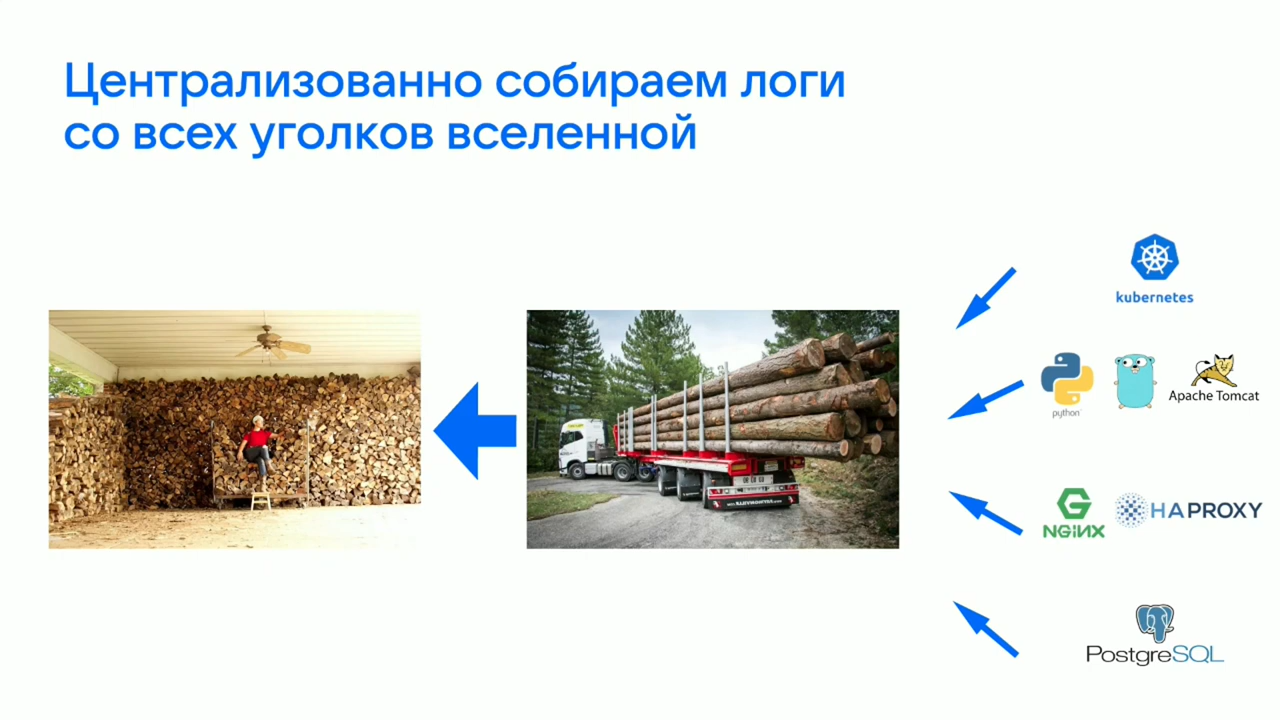 Централизованно собираем логи
со всех уголков вселенной
kubernetes
python
Apache Tomcat
NGINX
HAPROXY
PostgreSQL